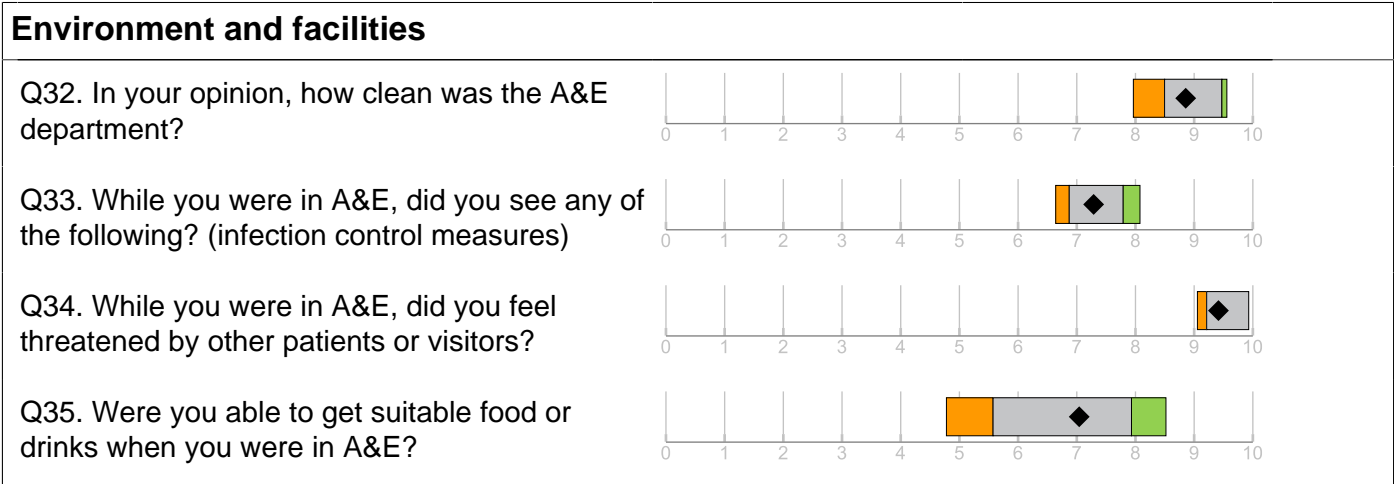 Environment and facilities
Q32. In your opinion, how clean was the A&E
department?
0 1 2 3 4 5 6 7 8 9 10
Q33. While you were in A&E, did you see any of
the following? (infection control measures)
0 1 2 3 4 5 6 7 8 9 10
Q34. While you were in A&E, did you feel
threatened by other patients or visitors?
0 1 2 3 4 5 6 7 8 9 10
Q35. Were you able to get suitable food or
drinks when you were in A&E?
0 1 2 3 4 5 6 7 8 9 10